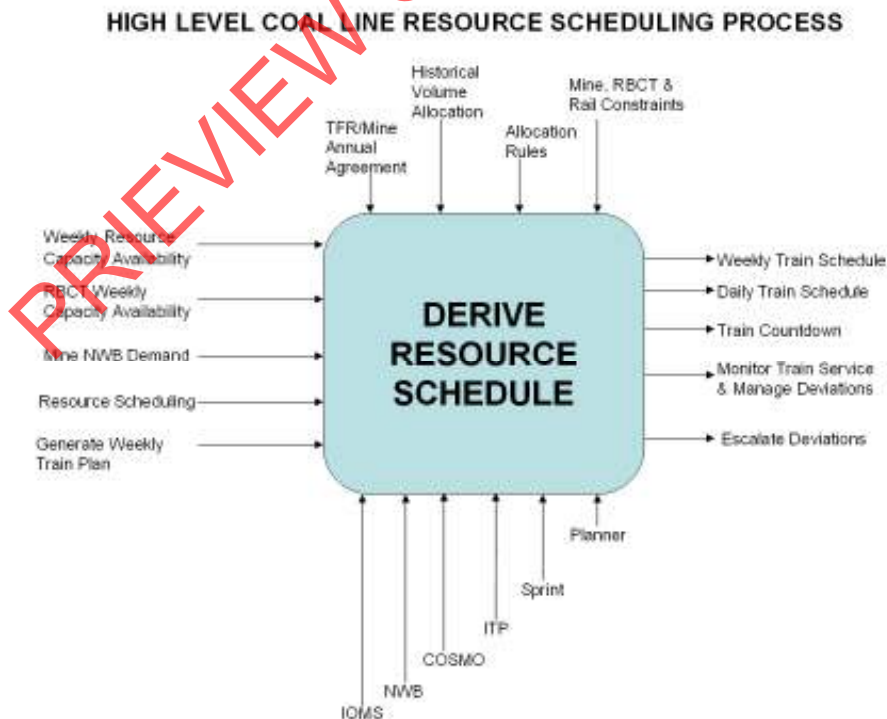 HIGH LEVEL COAL LINE RESOURCE SCHEDULING PROCESS
Historical
Volume
Allocation
Mine, RBCT &
Rail Constraints
TFR/Mine
Annual
Agreement
Allocation
Rules
PRIEVIEW
Weekly Resource
Capacity Availability
RBCT Weekly
Capacity Availability
Mine NWB Demand
Resource Scheduling
Generate Weekly
Train Plan
DERIVE
RESOURCE
SCHEDULE
Weekly Train Schedule
Daily Train Schedule
Train Countdown
Monitor Train Service
& Manage Deviations
Escalate Deviations
Planner
Sprint
ITP
COSMO
NWB
IOMS